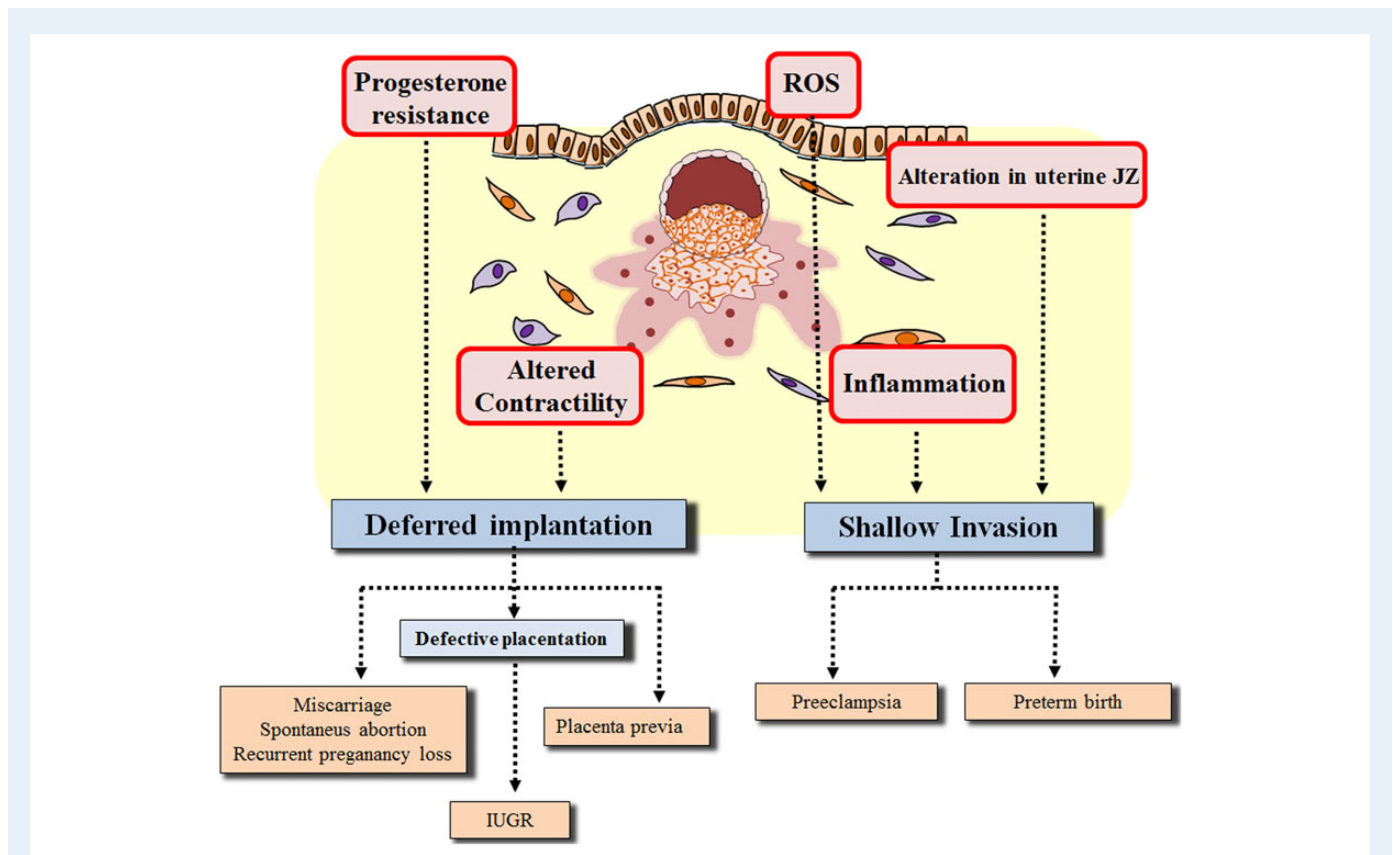 Progesterone
resistance
ROS
Alteration in uterine JZ
Altered
Contractility
Inflammation
Deferred implantation
Shallow Invasion
Defective placentation
Miscarriage
Spontaneus abortion
Recurrent preganancy loss
Placenta previa
Preeclampsia
Preterm birth
IUGR